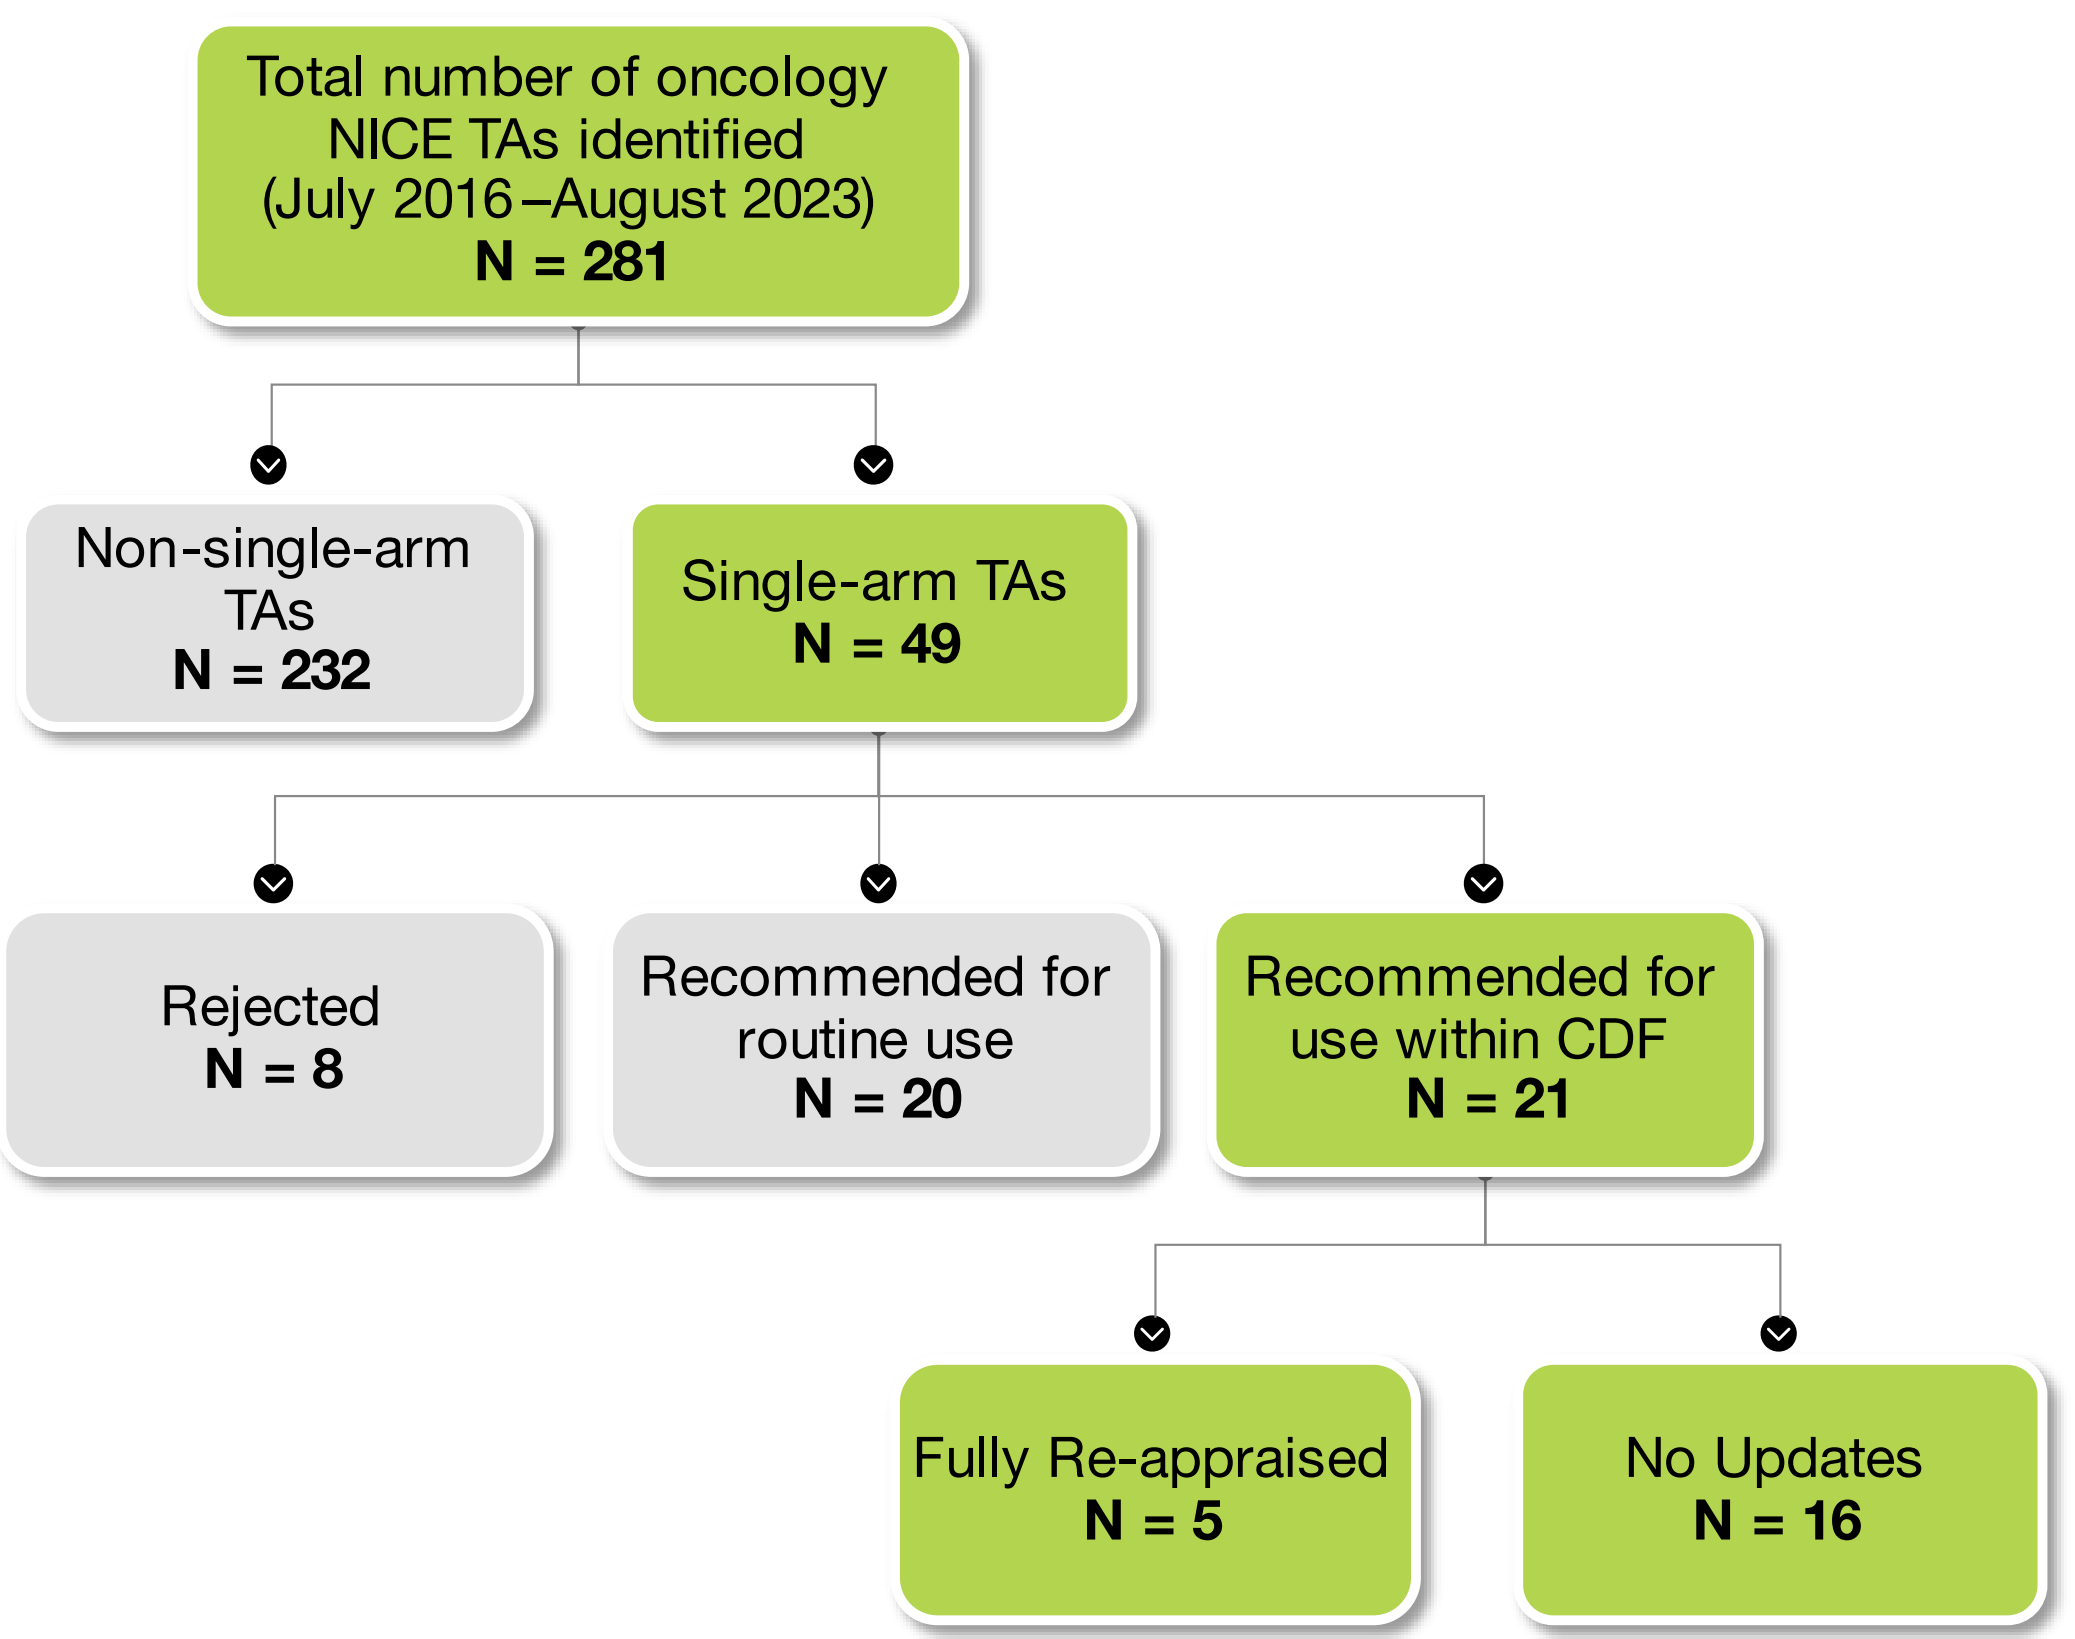 Total number of oncology
NICE TAs identified
(July 2016–August 2023)
N = 281
Non-single-arm
TAs
N = 232
Single-arm TAs
N = 49
Rejected
N = 8
Recommended for
routine use
N = 20
Recommended for
use within CDF
N = 21
Fully Re-appraised
N = 5
No Updates
N = 16